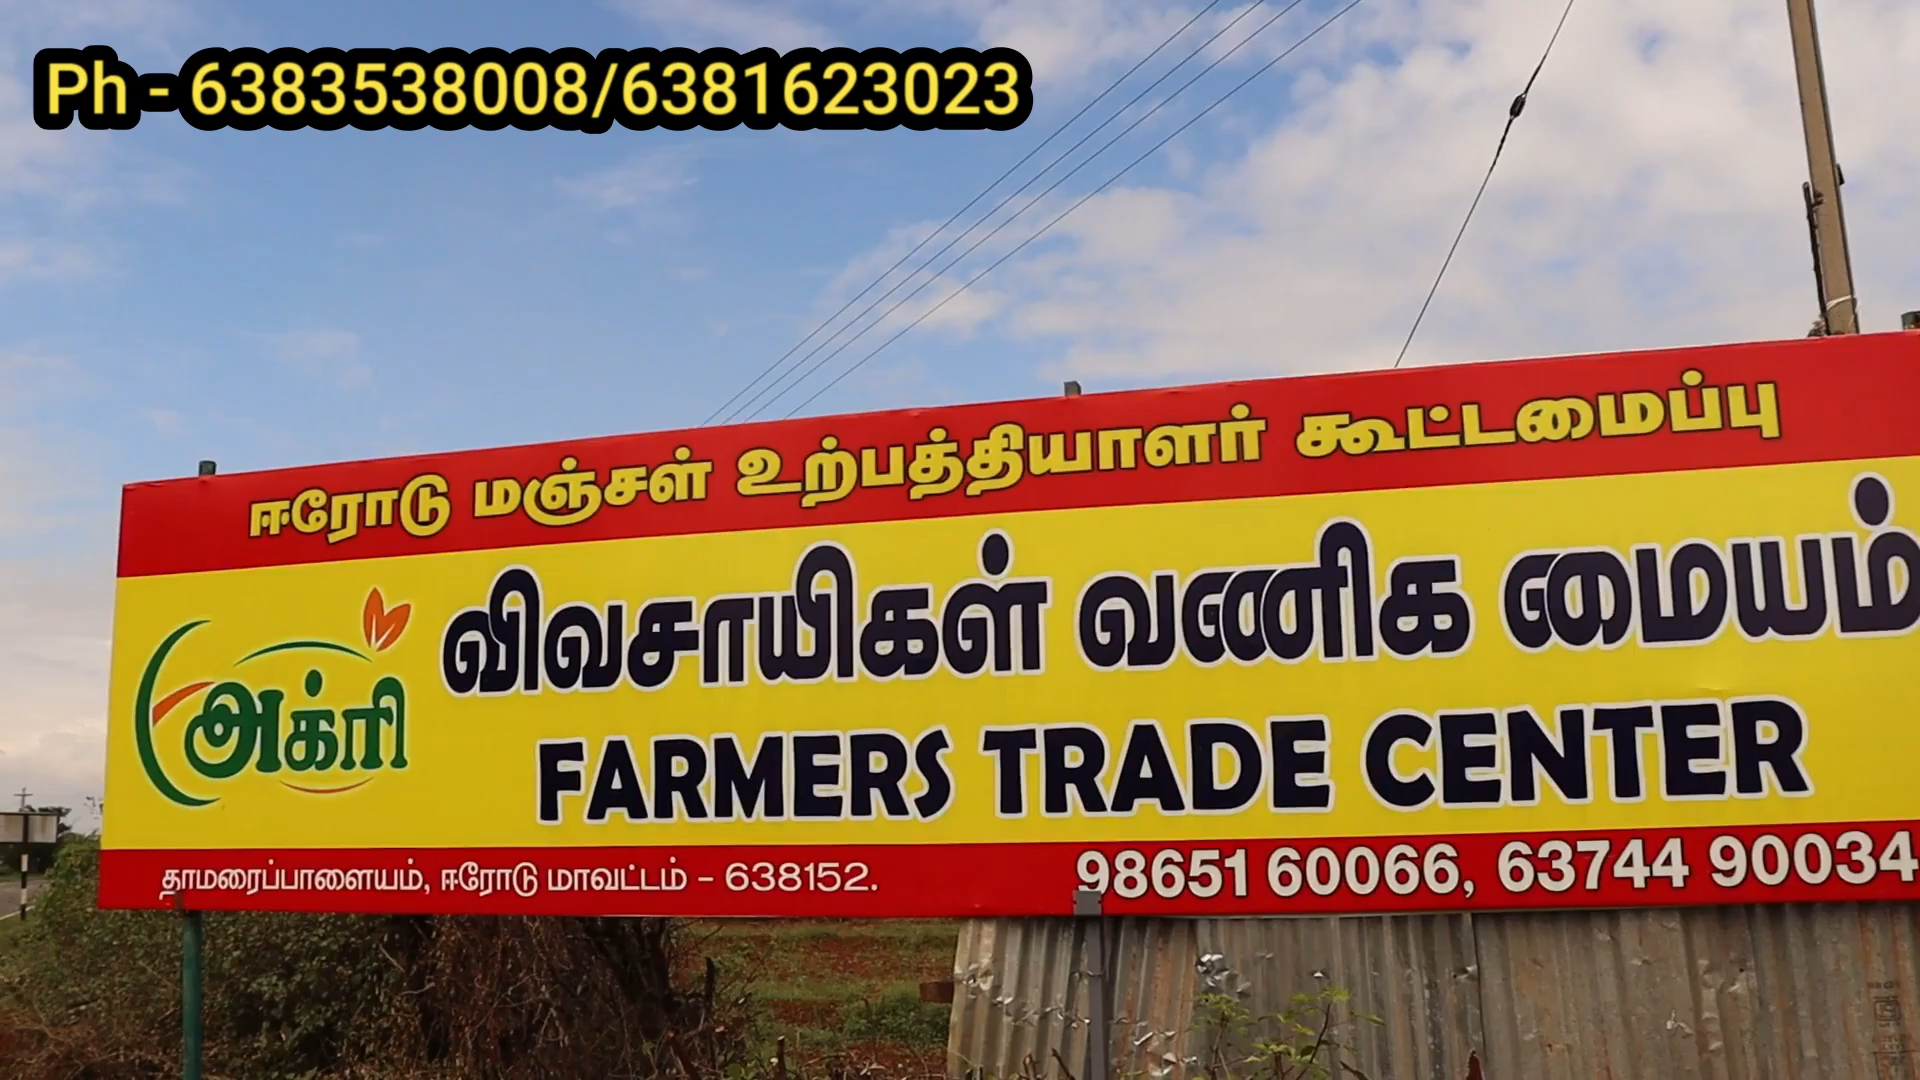 Ph - 6383538008/6381623023
ஈரோடு மஞ்சள் உற்பத்தியாளர் கூட்டமைப்பு
அக்ரி
விவசாயிகள் வணிக மையம்
FARMERS TRADE CENTER
தாமரைப்பாளையம், ஈரோடு மாவட்டம் - 638152.
98651 60066, 63744 90034